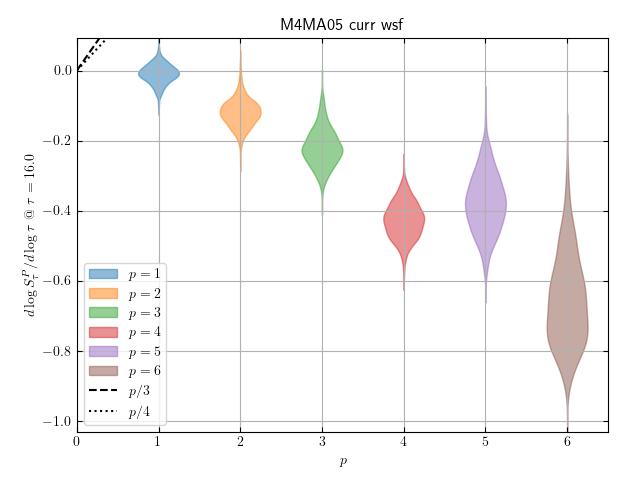 M4MA05 curr wsf
0.0
−0.2
−0.4
−0.6
−0.8
−1.0
d log S_τ^P / d log τ @ τ = 16.0
p = 1
p = 2
p = 3
p = 4
p = 5
p = 6
p/3
p/4
0 1 2 3 4 5 6
p